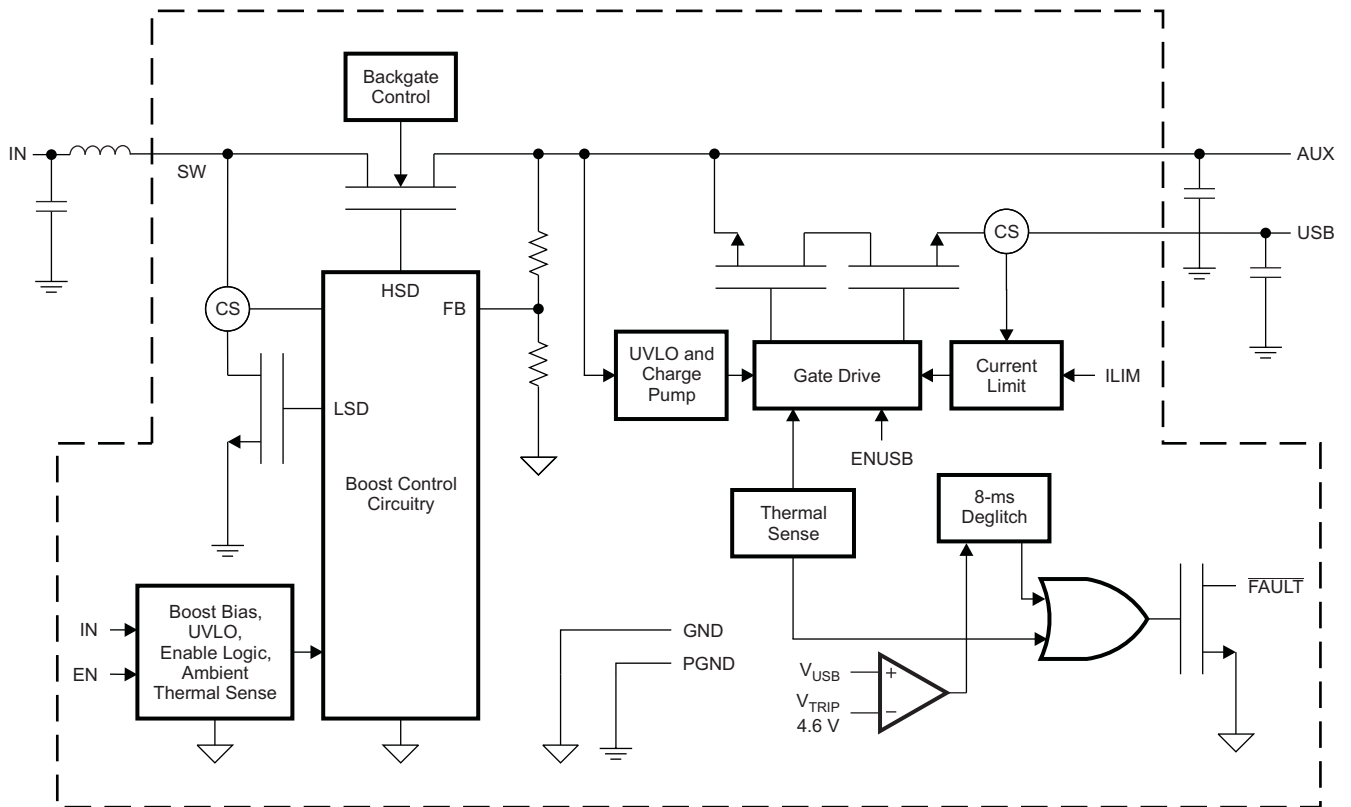 Backgate
Control
IN
SW
AUX
USB
CS
CS
HSD
FB
UVLO and
Charge
Pump
Gate Drive
Current
Limit
ILIM
LSD
ENUSB
Boost Control
Circuitry
Thermal
Sense
8-ms
Deglitch
Boost Bias,
UVLO,
Enable Logic,
Ambient
Thermal Sense
IN
EN
GND
PGND
FAULT
VUSB
+
VTRIP
4.6 V
−